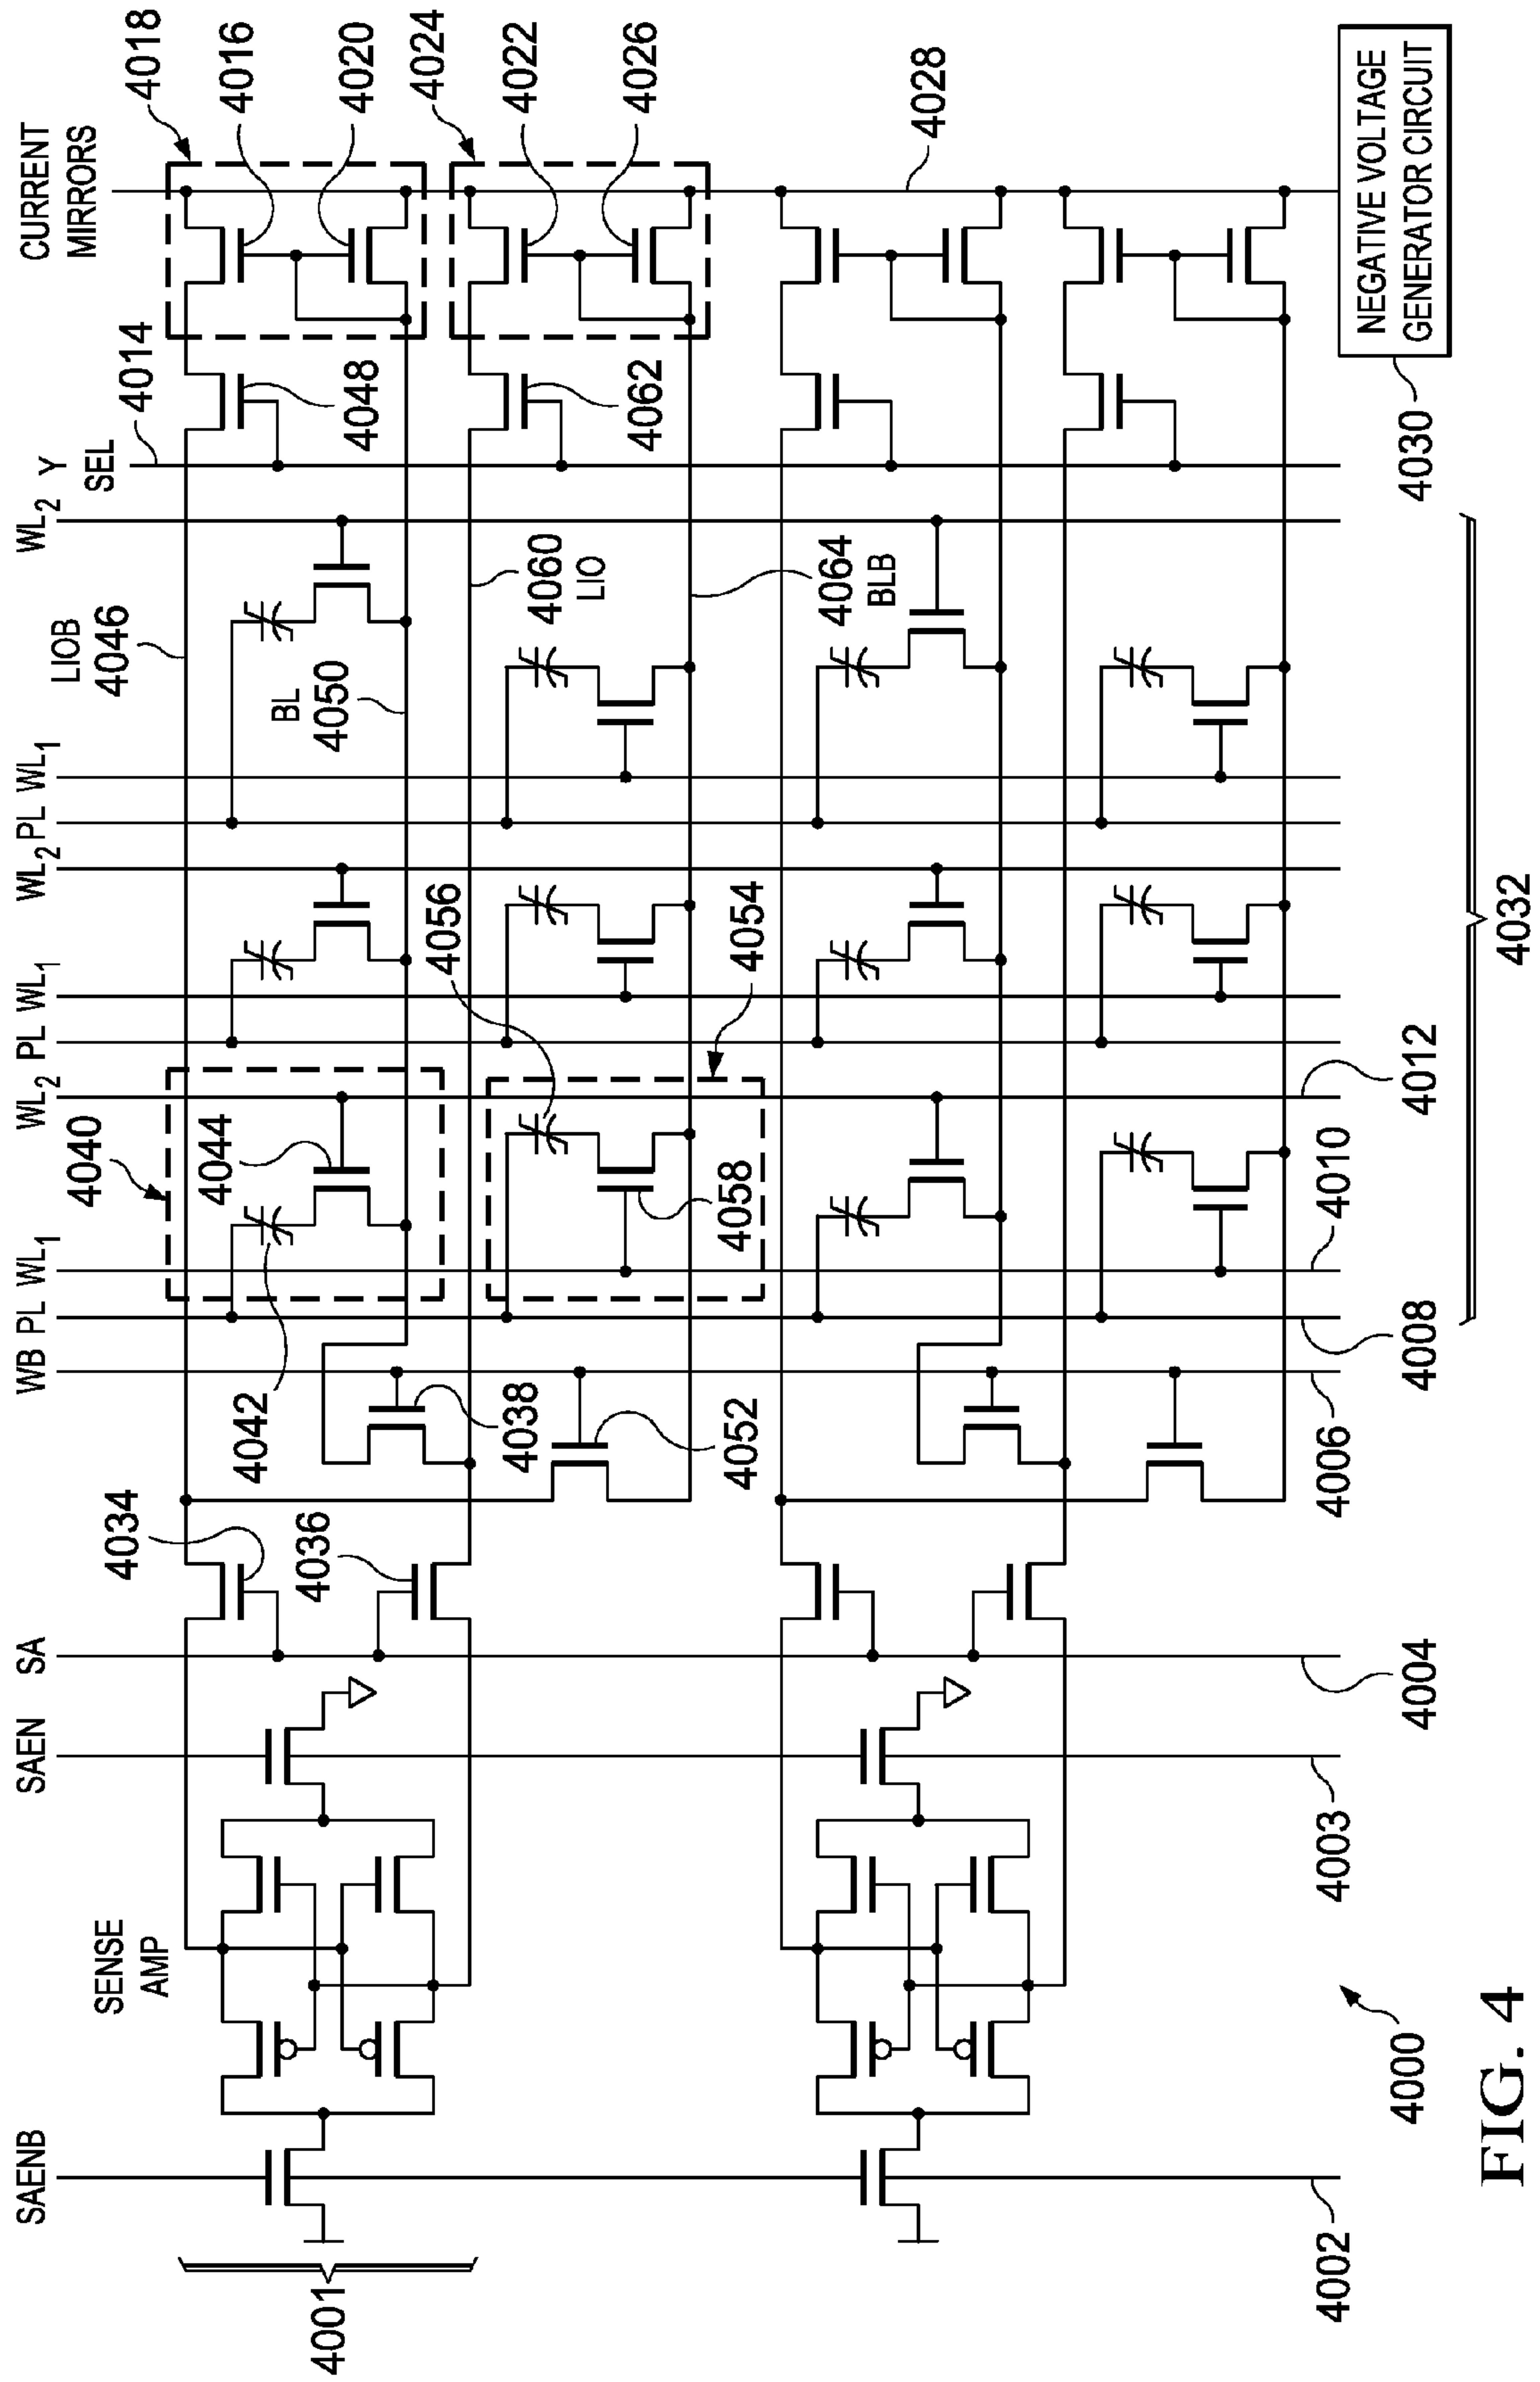 CURRENT
MIRRORS
4018
4016
4020
4024
4022
4026
4028
NEGATIVE VOLTAGE
GENERATOR CIRCUIT
4030
Y
SEL
4014
4048
4062
WL2
LIOB
4046
BL
4050
4060
LIO
4064
BLB
WL1
PL
WL2
4056
4054
WL1
PL
WL2
4040
4044
4058
4012
4010
4032
WL1
PL
4042
4008
WB
4038
4052
4006
4034
4036
SA
4004
SAEN
4003
SENSE
AMP
SAENB
4002
4001
4000
FIG. 4